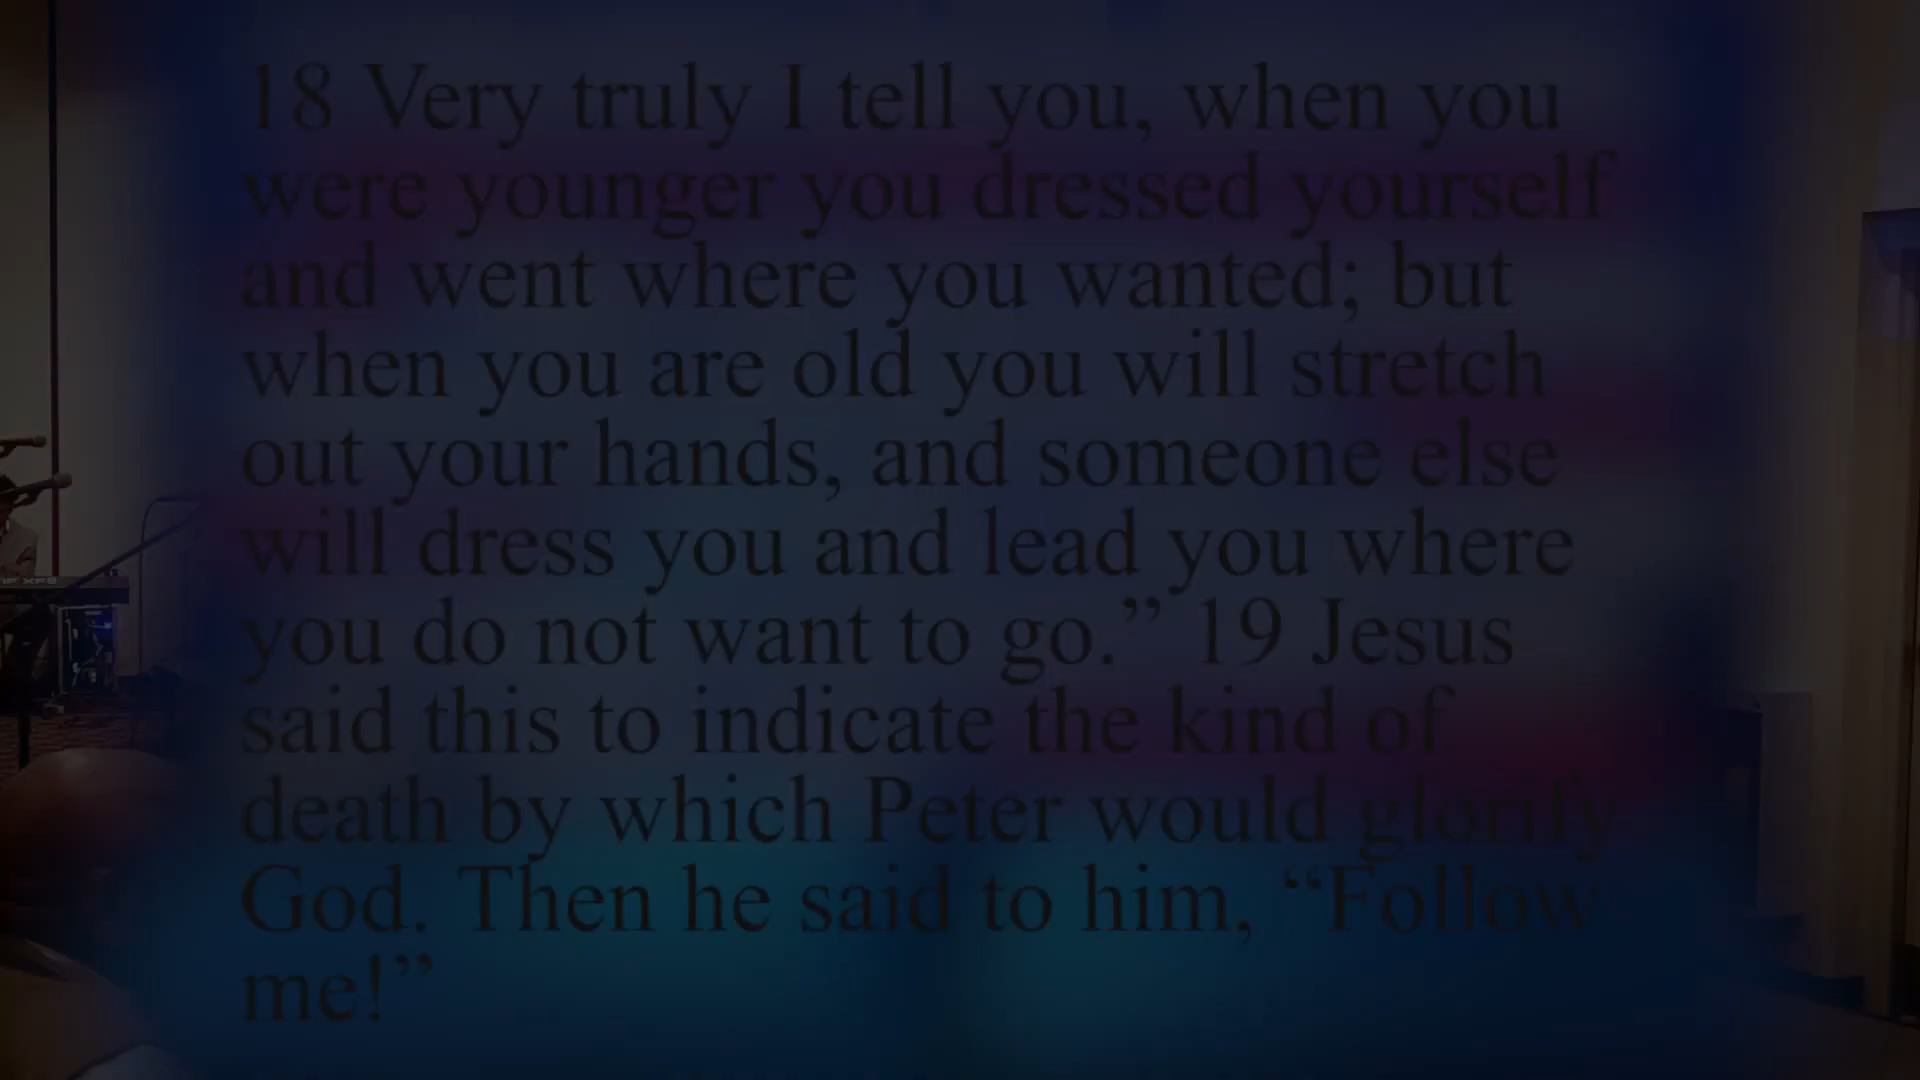 18 Very truly I tell you, when you
were younger you dressed yourself
and went where you wanted; but
when you are old you will stretch
out your hands, and someone else
will dress you and lead you where
you do not want to go.” 19 Jesus
said this to indicate the kind of
death by which Peter would glorify
God. Then he said to him, “Follow
me!”
XF8